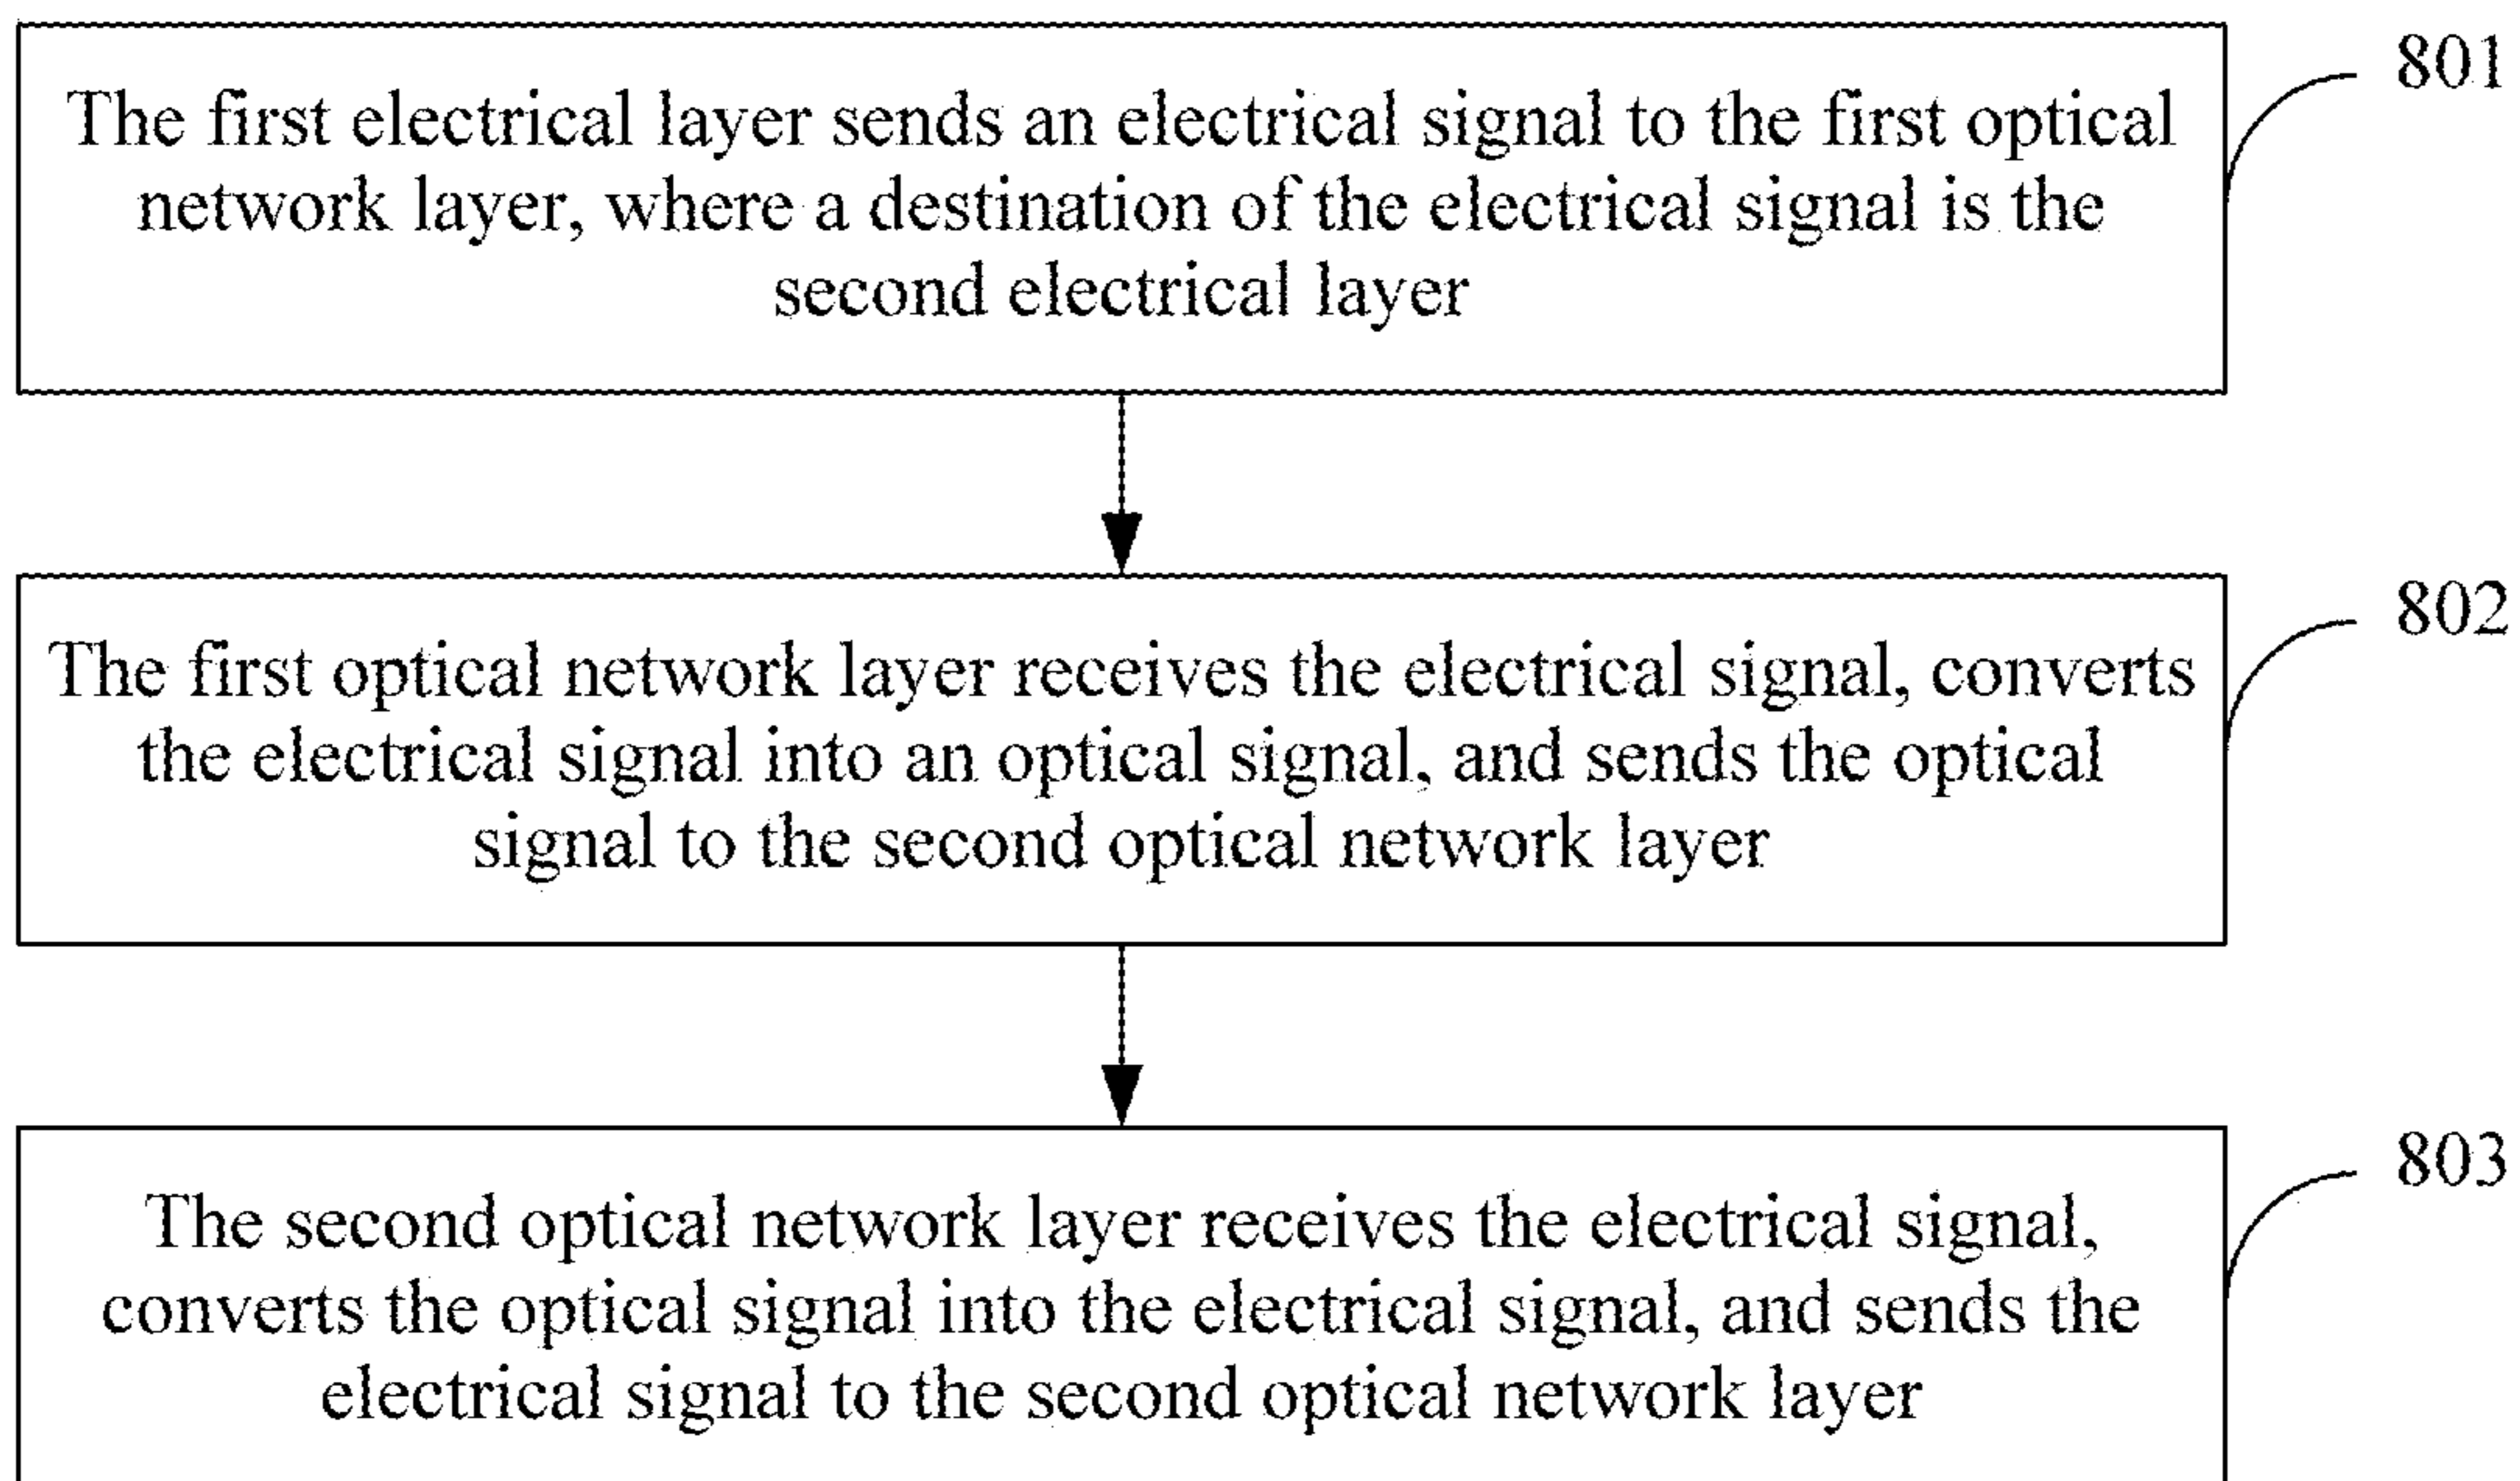 801
The first electrical layer sends an electrical signal to the first optical
network layer, where a destination of the electrical signal is the
second electrical layer
802
The first optical network layer receives the electrical signal, converts
the electrical signal into an optical signal, and sends the optical
signal to the second optical network layer
803
The second optical network layer receives the electrical signal,
converts the optical signal into the electrical signal, and sends the
electrical signal to the second optical network layer